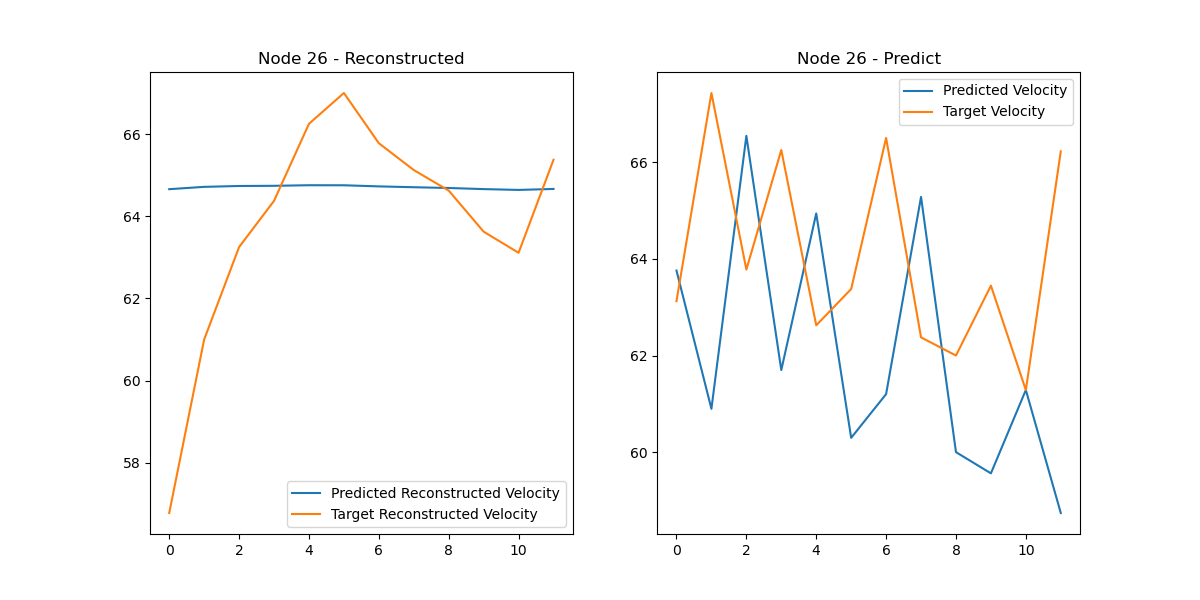 Node 26 - Reconstructed
66
64
62
60
58
0 2 4 6 8 10
Predicted Reconstructed Velocity
Target Reconstructed Velocity
Node 26 - Predict
66
64
62
60
0 2 4 6 8 10
Predicted Velocity
Target Velocity